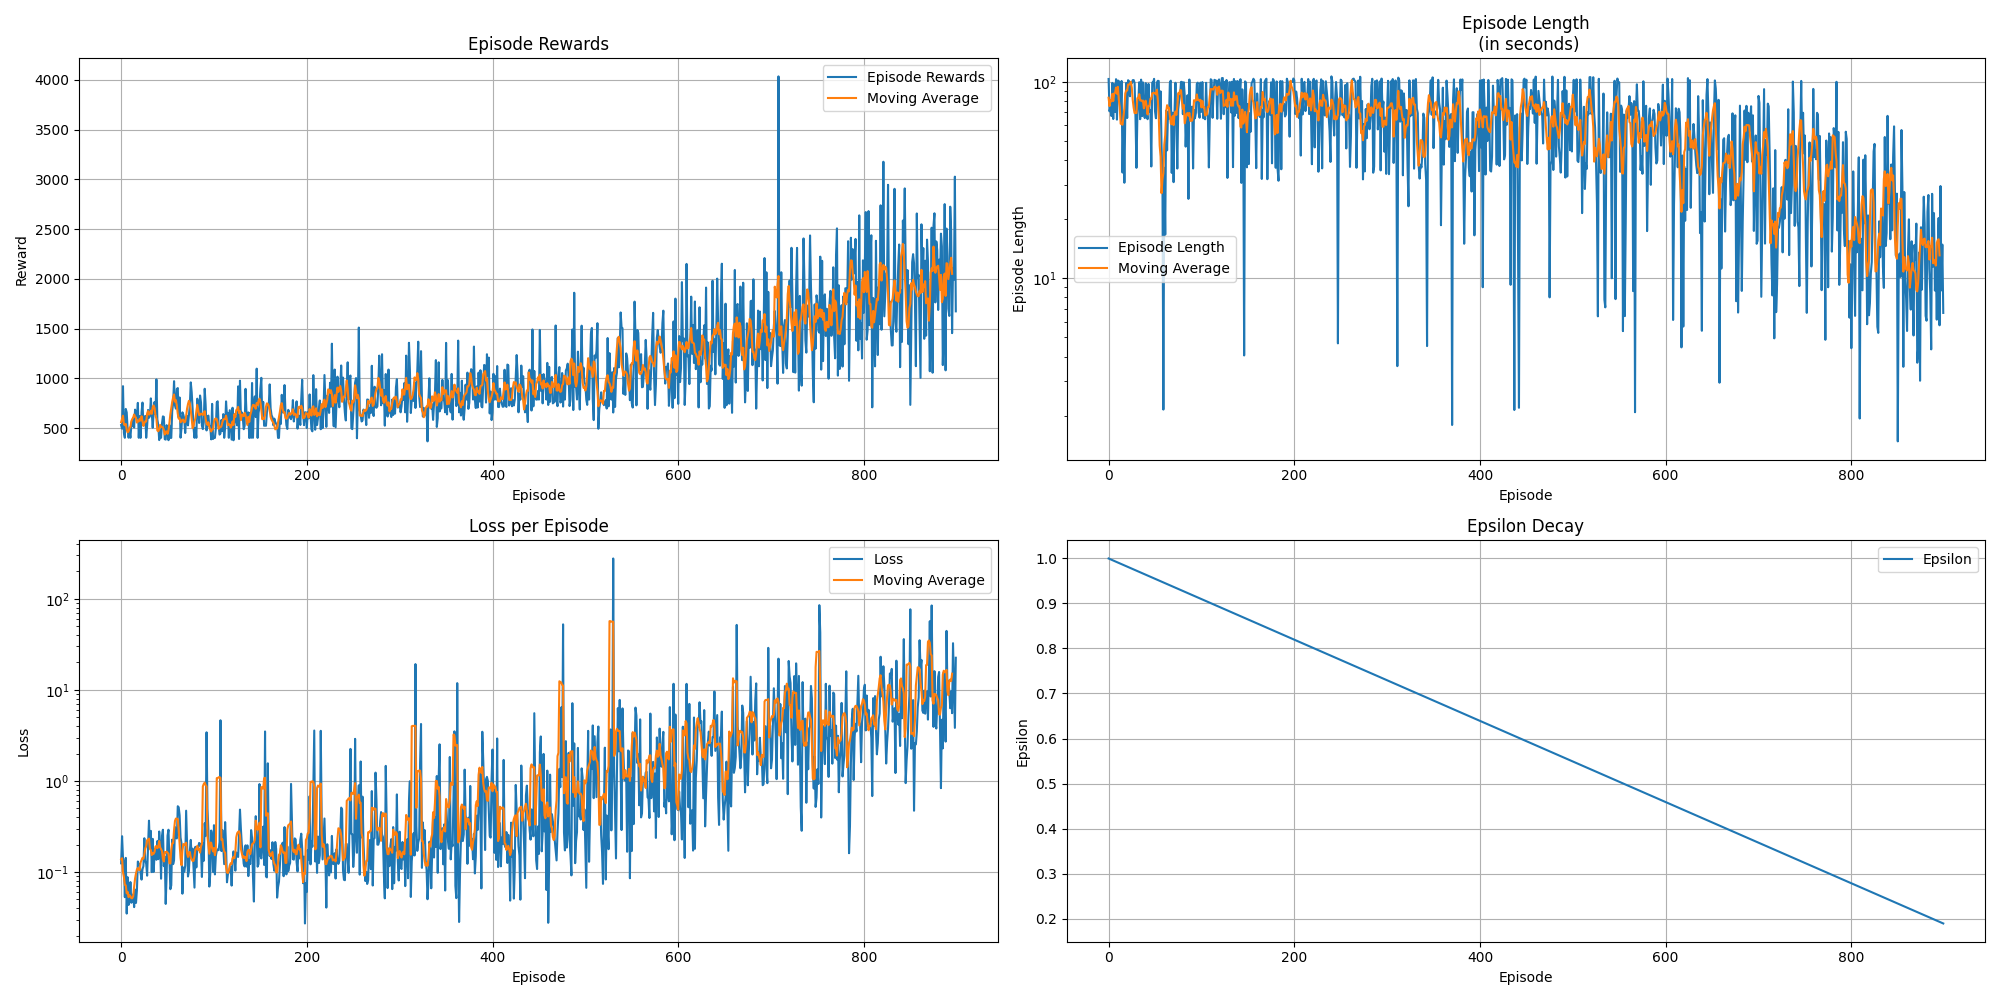 Episode Rewards
4000
3500
3000
2500
2000
1500
1000
500
Reward
Episode Rewards
Moving Average
0
200
400
600
800
Episode
Episode Length
(in seconds)
10²
10¹
Episode Length
Episode Length
Moving Average
0
200
400
600
800
Episode
Loss per Episode
10²
10¹
10⁰
10⁻¹
Loss
Loss
Moving Average
0
200
400
600
800
Episode
Epsilon Decay
1.0
0.9
0.8
0.7
0.6
0.5
0.4
0.3
0.2
Epsilon
Epsilon
0
200
400
600
800
Episode